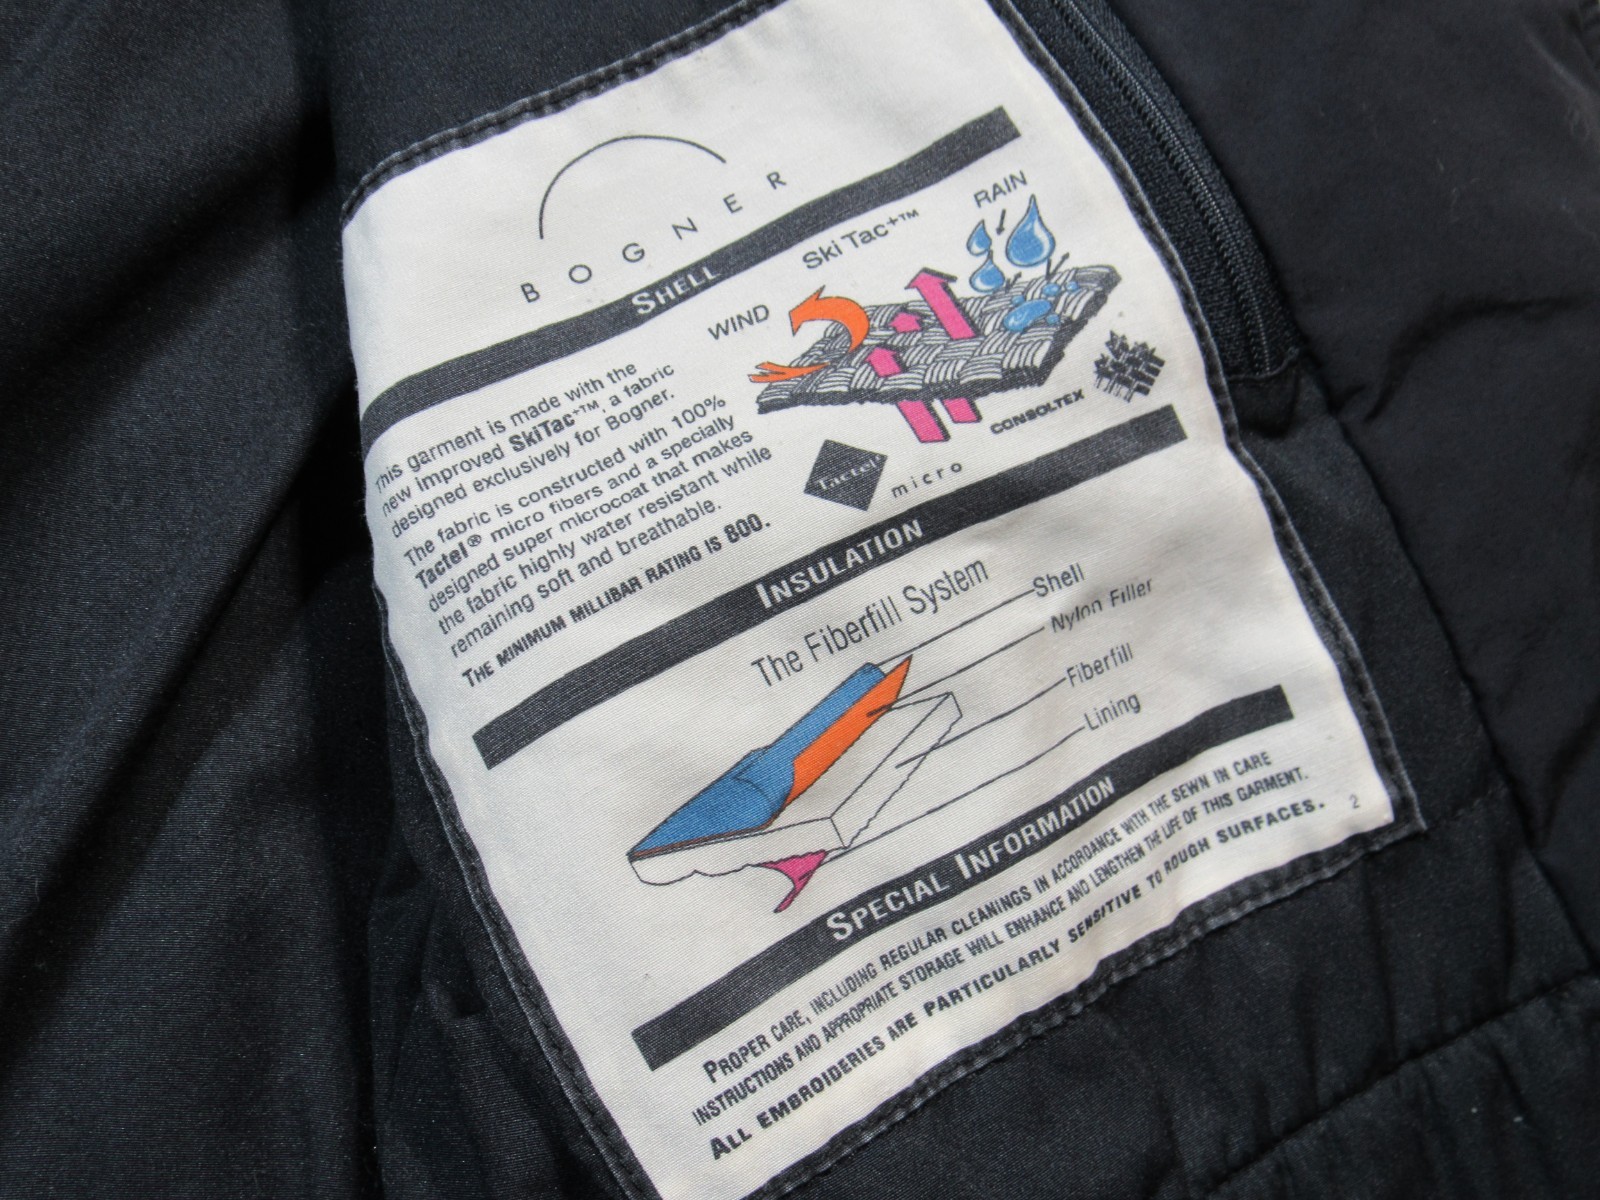 BOGNER
SHELL
Ski Tac+™
RAIN
WIND
This garment is made with the
new improved SkiTac+™, a fabric
designed exclusively for Bogner.
The fabric is constructed with 100%
Tactel® micro fibers and a specially
designed super microcoat that makes
the fabric highly water resistant while
remaining soft and breathable.
THE MINIMUM MILLIBAR RATING IS 800.
CONSOLTEX
Tactel®
micro
INSULATION
The Fiberfill System
Shell
Nylon Filler
Fiberfill
Lining
SPECIAL INFORMATION
PROPER CARE, INCLUDING REGULAR CLEANINGS IN ACCORDANCE WITH THE SEWN IN CARE
INSTRUCTIONS AND APPROPRIATE STORAGE WILL ENHANCE AND LENGTHEN THE LIFE OF THIS GARMENT.
ALL EMBROIDERIES ARE PARTICULARLY SENSITIVE TO ROUGH SURFACES.
2